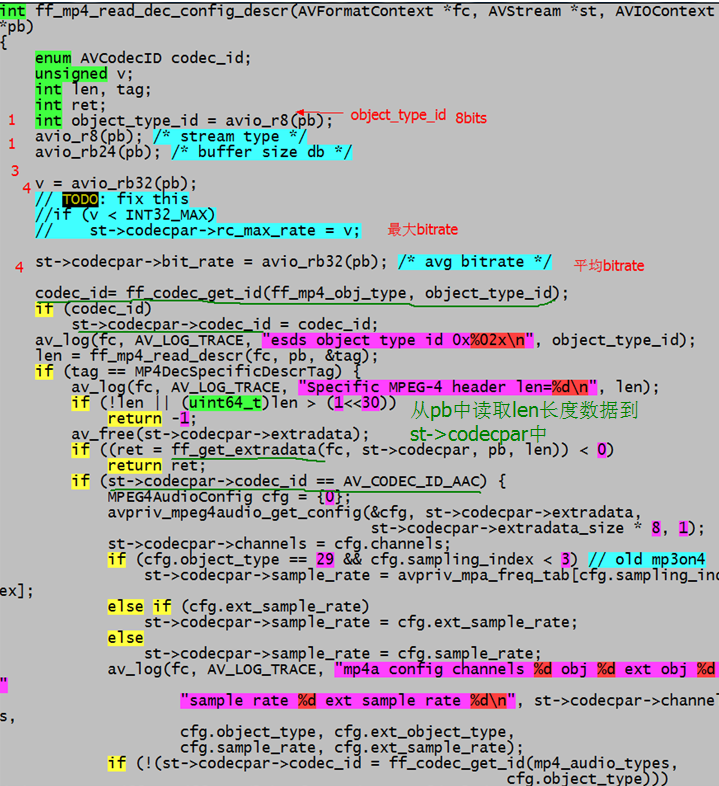 int ff_mp4_read_dec_config_descr(AVFormatContext *fc, AVStream *st, AVIOContext
*pb)
{
enum AVCodecID codec_id;
unsigned v;
int len, tag;
int ret;
1 int object_type_id = avio_r8(pb); object_type_id 8bits
1 avio_r8(pb); /* stream type */
avio_rb24(pb); /* buffer size db */
3
4 v = avio_rb32(pb);
// TODO: fix this
//if (v < INT32_MAX)
// st->codecpar->rc_max_rate = v; 最大bitrate
4 st->codecpar->bit_rate = avio_rb32(pb); /* avg bitrate */ 平均bitrate
codec_id= ff_codec_get_id(ff_mp4_obj_type, object_type_id);
if (codec_id)
st->codecpar->codec_id = codec_id;
av_log(fc, AV_LOG_TRACE, "esds object type id 0x%02x\n", object_type_id);
len = ff_mp4_read_descr(fc, pb, &tag);
if (tag == MP4DecSpecificDescrTag) {
av_log(fc, AV_LOG_TRACE, "Specific MPEG-4 header len=%d\n", len);
if (!len || (uint64_t)len > (1<<30)) 从pb中读取len长度数据到
return -1; st->codecpar中
av_free(st->codecpar->extradata);
if ((ret = ff_get_extradata(fc, st->codecpar, pb, len)) < 0)
return ret;
if (st->codecpar->codec_id == AV_CODEC_ID_AAC) {
MPEG4AudioConfig cfg = {0};
avpriv_mpeg4audio_get_config(&cfg, st->codecpar->extradata,
st->codecpar->extradata_size * 8, 1);
st->codecpar->channels = cfg.channels;
if (cfg.object_type == 29 && cfg.sampling_index < 3) // old mp3on4
st->codecpar->sample_rate = avpriv_mpa_freq_tab[cfg.sampling_ind
ex];
else if (cfg.ext_sample_rate)
st->codecpar->sample_rate = cfg.ext_sample_rate;
else
st->codecpar->sample_rate = cfg.sample_rate;
av_log(fc, AV_LOG_TRACE, "mp4a config channels %d obj %d ext obj %d
"
"sample rate %d ext sample rate %d\n", st->codecpar->channel
s,
cfg.object_type, cfg.ext_object_type,
cfg.sample_rate, cfg.ext_sample_rate);
if (!(st->codecpar->codec_id = ff_codec_get_id(mp4_audio_types,
cfg.object_type)))